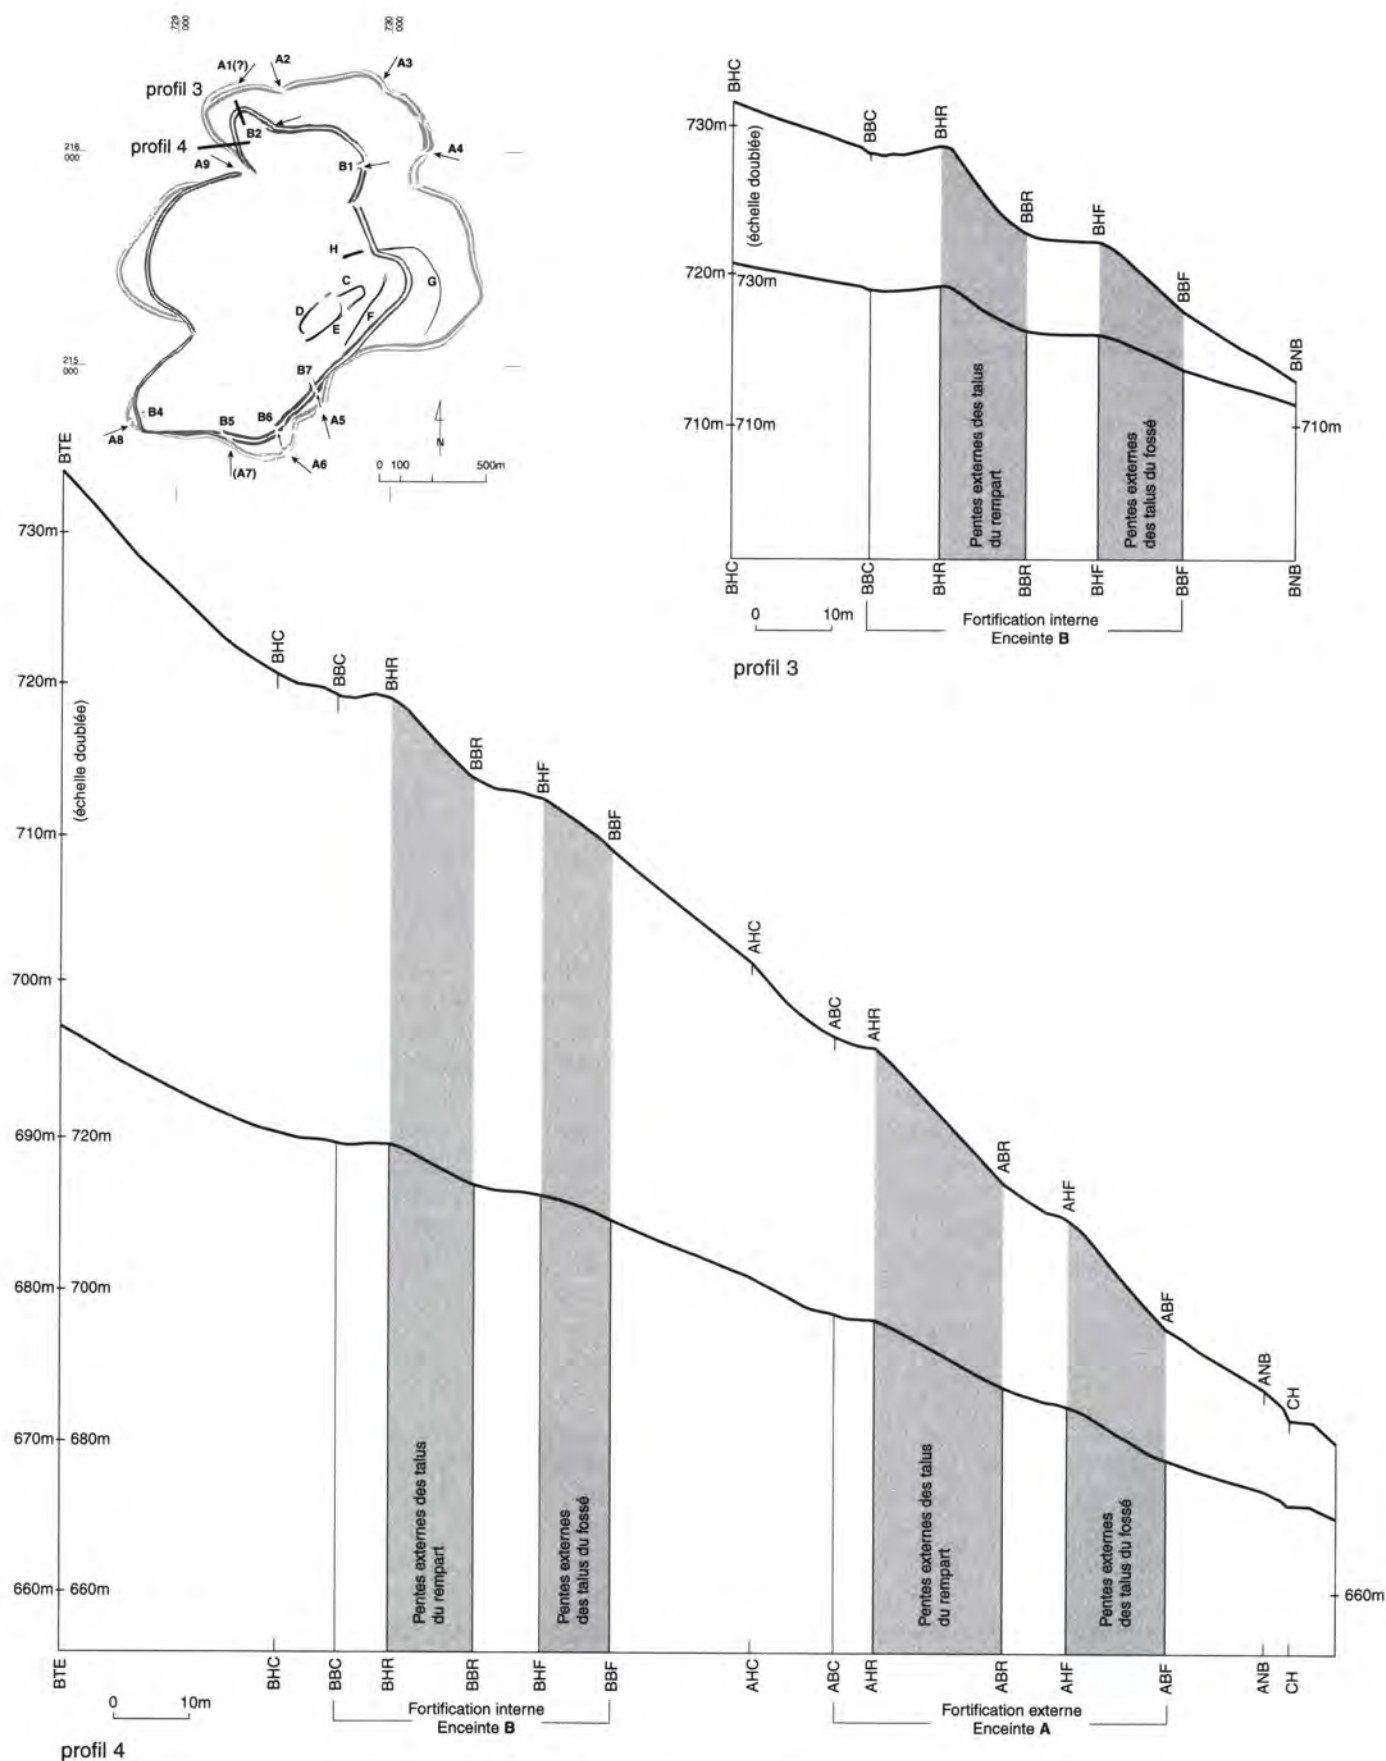 729
000
730
000
A1(?)
A2
A3
profil 3
B2
profil 4
216
000
A9
B1
A4
H
C
G
D
E
F
215
000
B7
B4
B5
B6
A5
A8
(A7)
A6
N
0 100 500m
BHC
BBC
BHR
BBR
BHF
BBF
BNB
730m
(échelle doublée)
720m
730m
710m
710m
710m
Pentes externes des talus
du rempart
Pentes externes
des talus du fossé
BHC
BBC
BHR
BBR
BHF
BBF
BNB
0 10m
Fortification interne
Enceinte B
profil 3
BTE
BHC
BBC
BHR
BBR
BHF
BBF
AHC
ABC
AHR
ABR
AHF
ABF
ANB
CH
730m
720m
(échelle doublée)
710m
700m
690m
720m
680m
700m
670m
680m
660m
660m
660m
Pentes externes des talus
du rempart
Pentes externes
des talus du fossé
Pentes externes des talus
du rempart
Pentes externes
des talus du fossé
BTE
BHC
BBC
BHR
BBR
BHF
BBF
AHC
ABC
AHR
ABR
AHF
ABF
ANB
CH
0 10m
Fortification interne
Enceinte B
Fortification externe
Enceinte A
profil 4